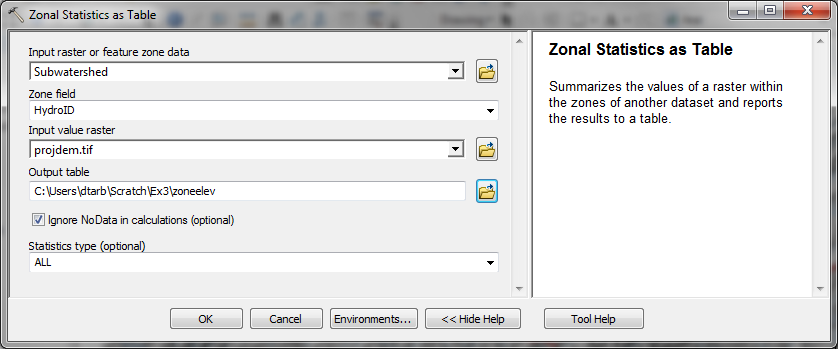 Zonal Statistics as Table
Input raster or feature zone data
Subwatershed
Zone field
HydroID
Input value raster
projdem.tif
Output table
C:\Users\dtarb\Scratch\Ex3\zoneelev
Ignore NoData in calculations (optional)
Statistics type (optional)
ALL
OK
Cancel
Environments...
<< Hide Help
Zonal Statistics as Table
Summarizes the values of a raster within
the zones of another dataset and reports
the results to a table.
Tool Help